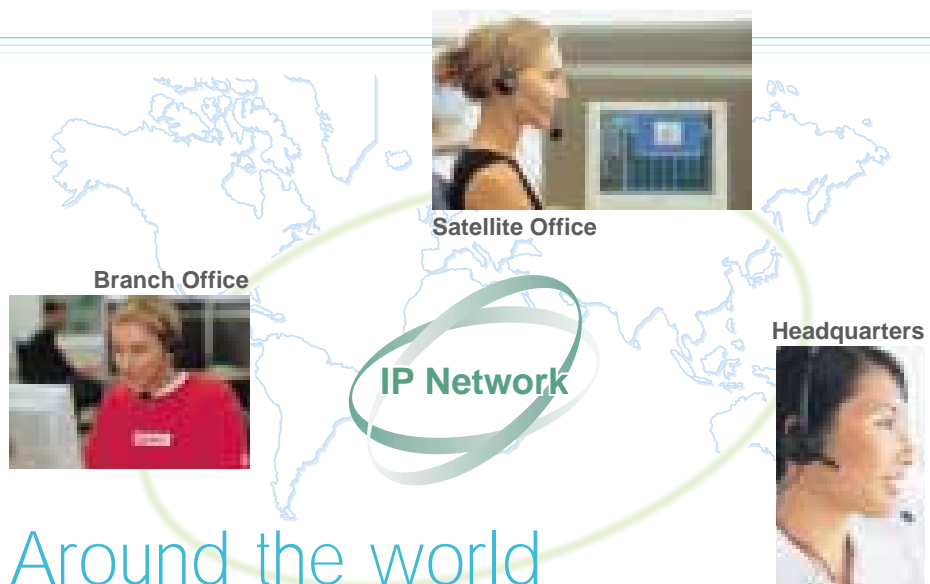 Satellite Office
Branch Office
Headquarters
IP Network
Around the world